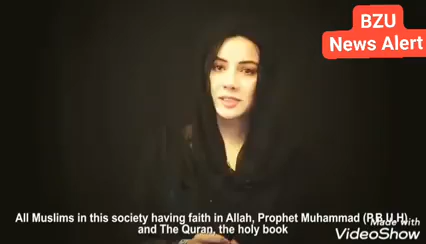 BZU
News Alert
All Muslims in this society having faith in Allah, Prophet Muhammad (P.B.U.H)
and The Quran, the holy book
Made with
VideoShow